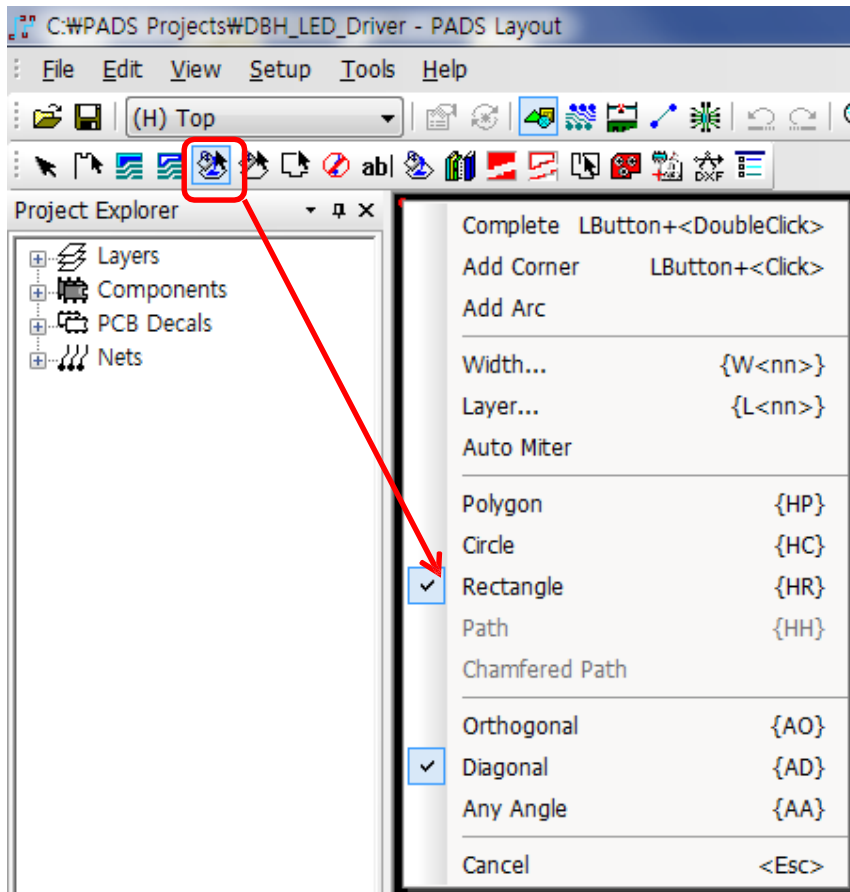 C:₩PADS Projects₩DBH_LED_Driver - PADS Layout
File Edit View Setup Tools Help
(H) Top
abl
DXF
Project Explorer
Layers
Components
PCB Decals
Nets
Complete LButton+<DoubleClick>
Add Corner LButton+<Click>
Add Arc
Width... {W<nn>}
Layer... {L<nn>}
Auto Miter
Polygon {HP}
Circle {HC}
Rectangle {HR}
Path {HH}
Chamfered Path
Orthogonal {AO}
Diagonal {AD}
Any Angle {AA}
Cancel <Esc>